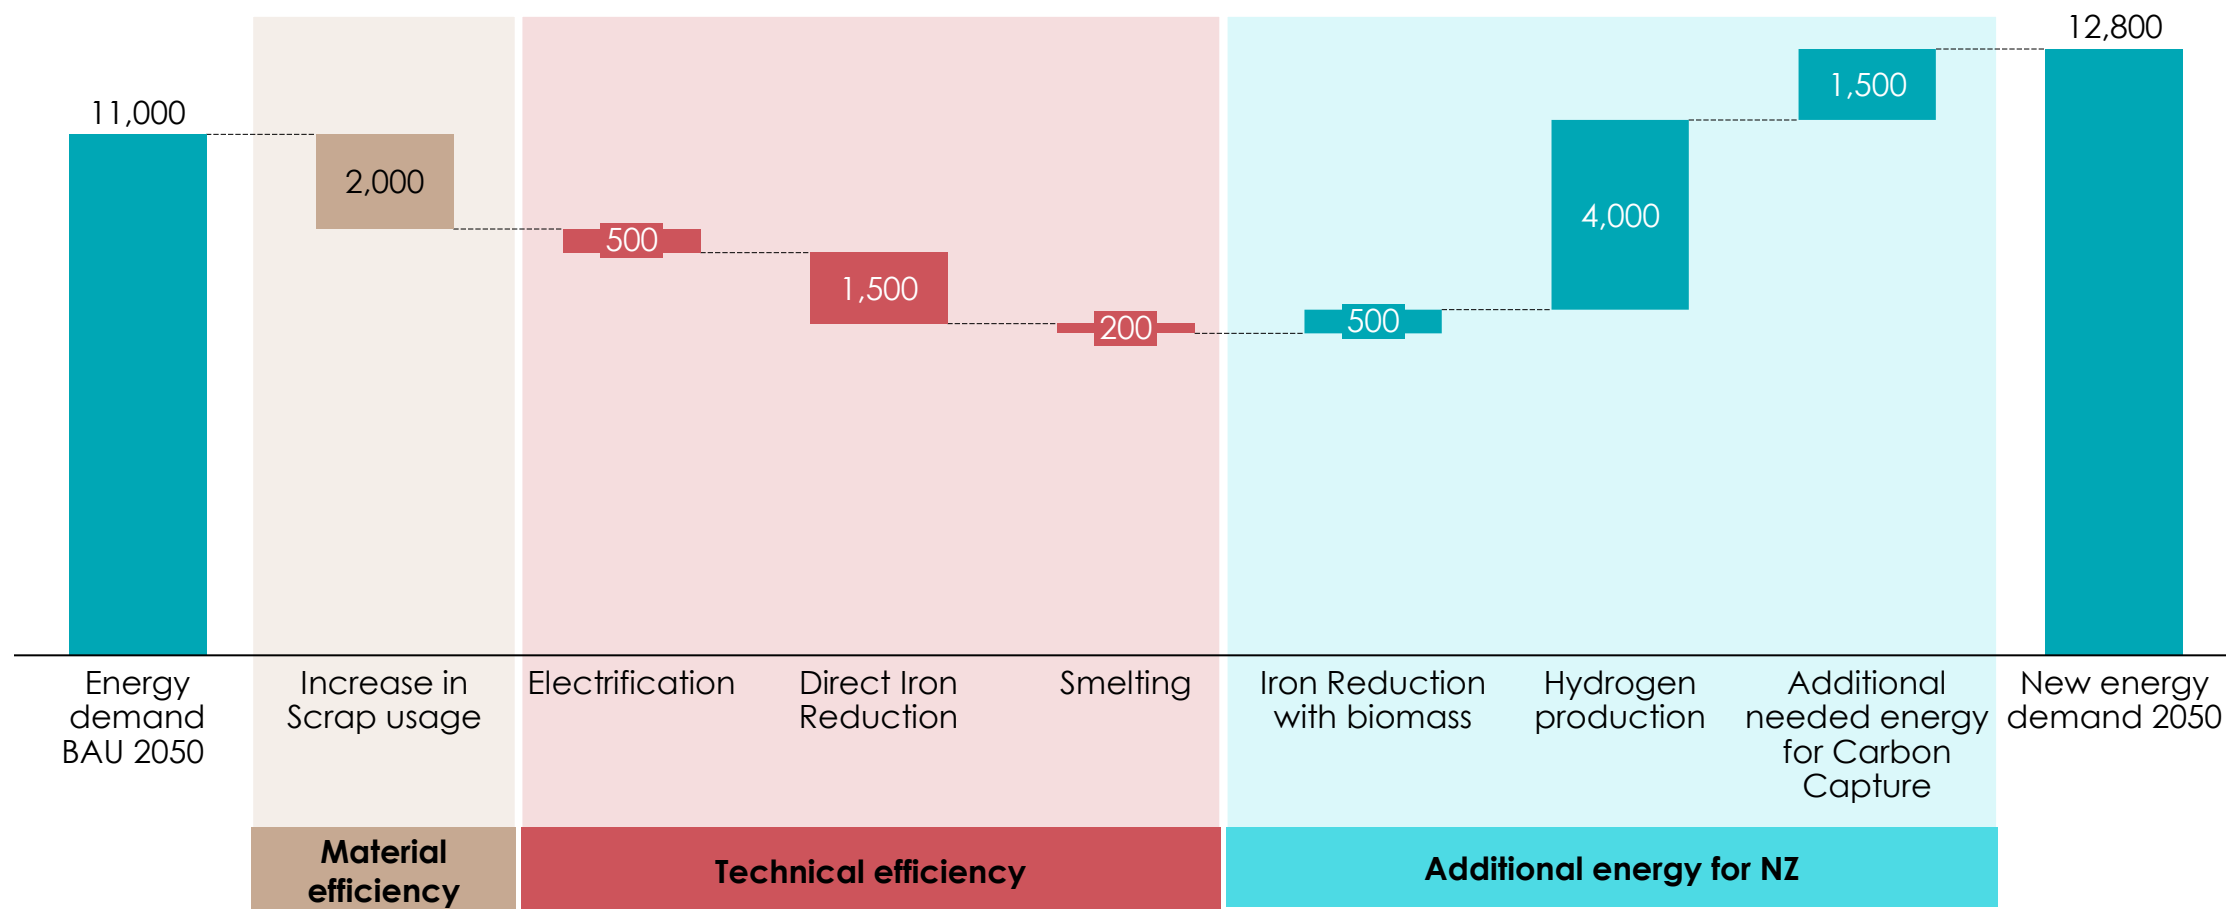 12,800
11,000
1,500
2,000
4,000
500
1,500
500
200
Energy
demand
BAU 2050
Increase in
Scrap usage
Electrification
Direct Iron
Reduction
Smelting
Iron Reduction
with biomass
Hydrogen
production
Additional
needed energy
for Carbon
Capture
New energy
demand 2050
Material
efficiency
Technical efficiency
Additional energy for NZ